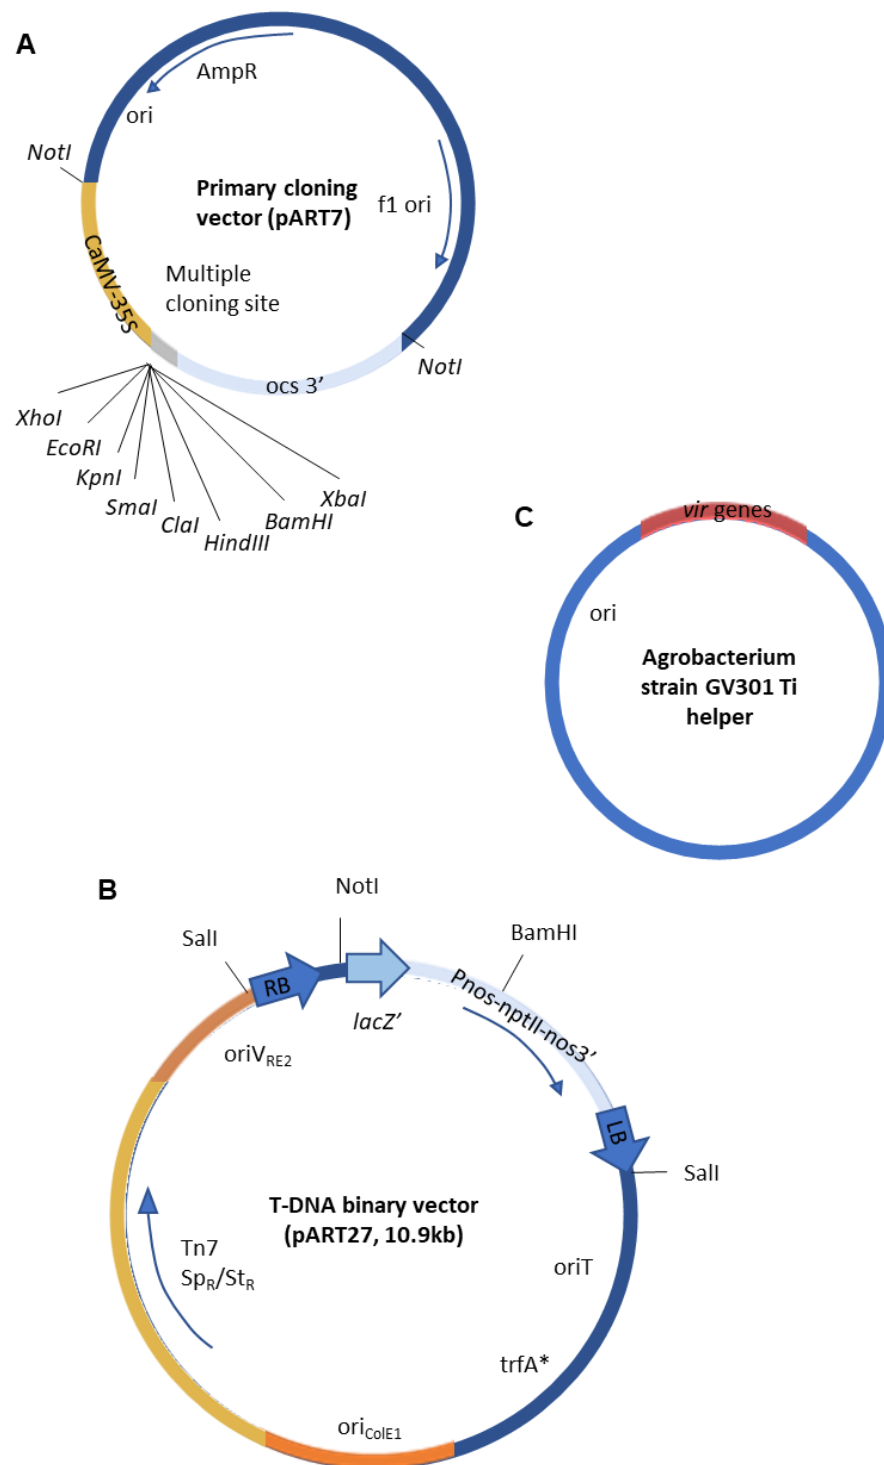 A
AmpR
ori
NotI
Primary cloning
vector (pART7)
f1 ori
CaMV-35S
Multiple
cloning site
NotI
ocs 3’
XhoI
EcoRI
KpnI
SmaI
ClaI
HindIII
BamHI
XbaI
C
vir genes
ori
Agrobacterium
strain GV301 Ti
helper
B
NotI
SalI
BamHI
RB
lacZ’
Pnos-nptII-nos3’
oriVRE2
LB
SalI
T-DNA binary vector
(pART27, 10.9kb)
Tn7
SpR/StR
oriT
trfA*
oriColE1